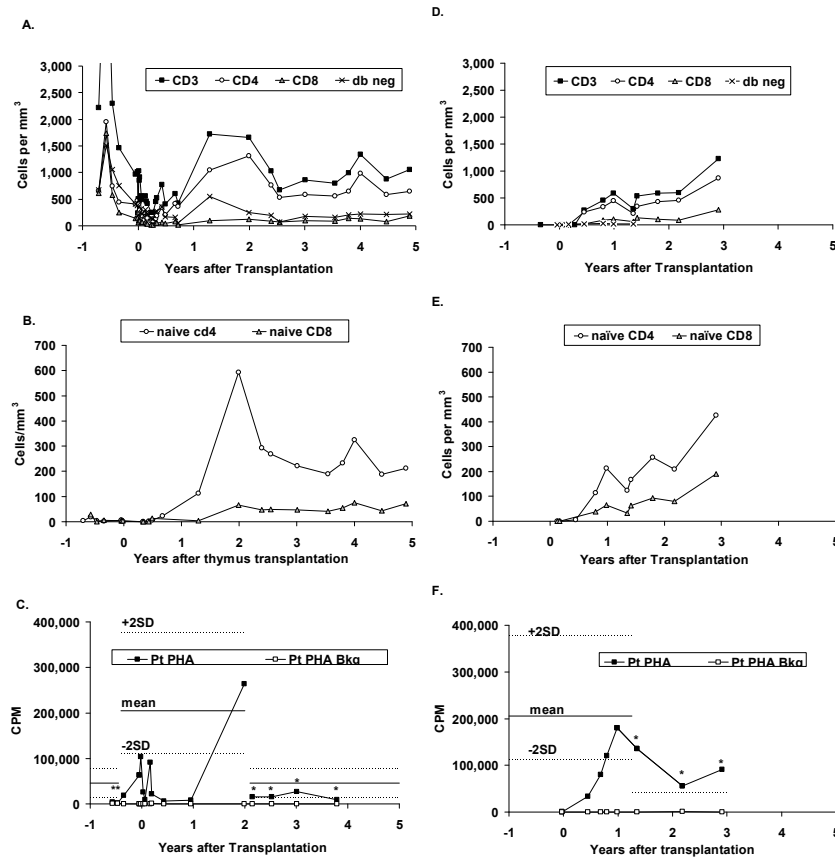 A.
3,000
2,500
2,000
1,500
1,000
500
0
Cells per mm3
CD3 CD4 CD8 db neg
-1 0 1 2 3 4 5
Years after Transplantation
D.
3,000
2,500
2,000
1,500
1,000
500
0
Cells per mm3
CD3 CD4 CD8 db neg
-1 0 1 2 3 4 5
Years after Transplantation
B.
naive cd4 naive CD8
700
600
500
400
300
200
100
0
Cells/mm3
-1 0 1 2 3 4 5
Years after thymus transplantation
E.
naïve CD4 naïve CD8
700
600
500
400
300
200
100
0
Cells per mm3
-1 0 1 2 3 4 5
Years after Transplantation
C.
400,000
300,000
200,000
100,000
0
CPM
+2SD
Pt PHA Pt PHA Bkg
mean
-2SD
** * * * *
-1 0 1 2 3 4 5
Years after Transplantation
F.
400,000
300,000
200,000
100,000
0
CPM
+2SD
Pt PHA Pt PHA Bkg
mean
-2SD
* * *
-1 0 1 2 3 4 5
Years after transplantation